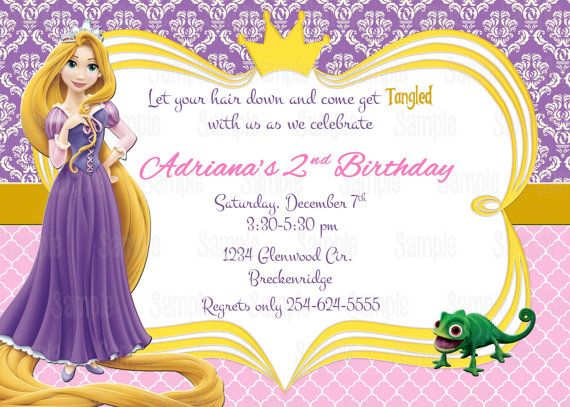 Let your hair down and come get Tangled
with us as we celebrate
Adriana's 2nd Birthday
Saturday, December 7th
3:30-5:30 pm
1234 Glenwood Cir.
Breckenridge
Regrets only 254-624-5555
Sample